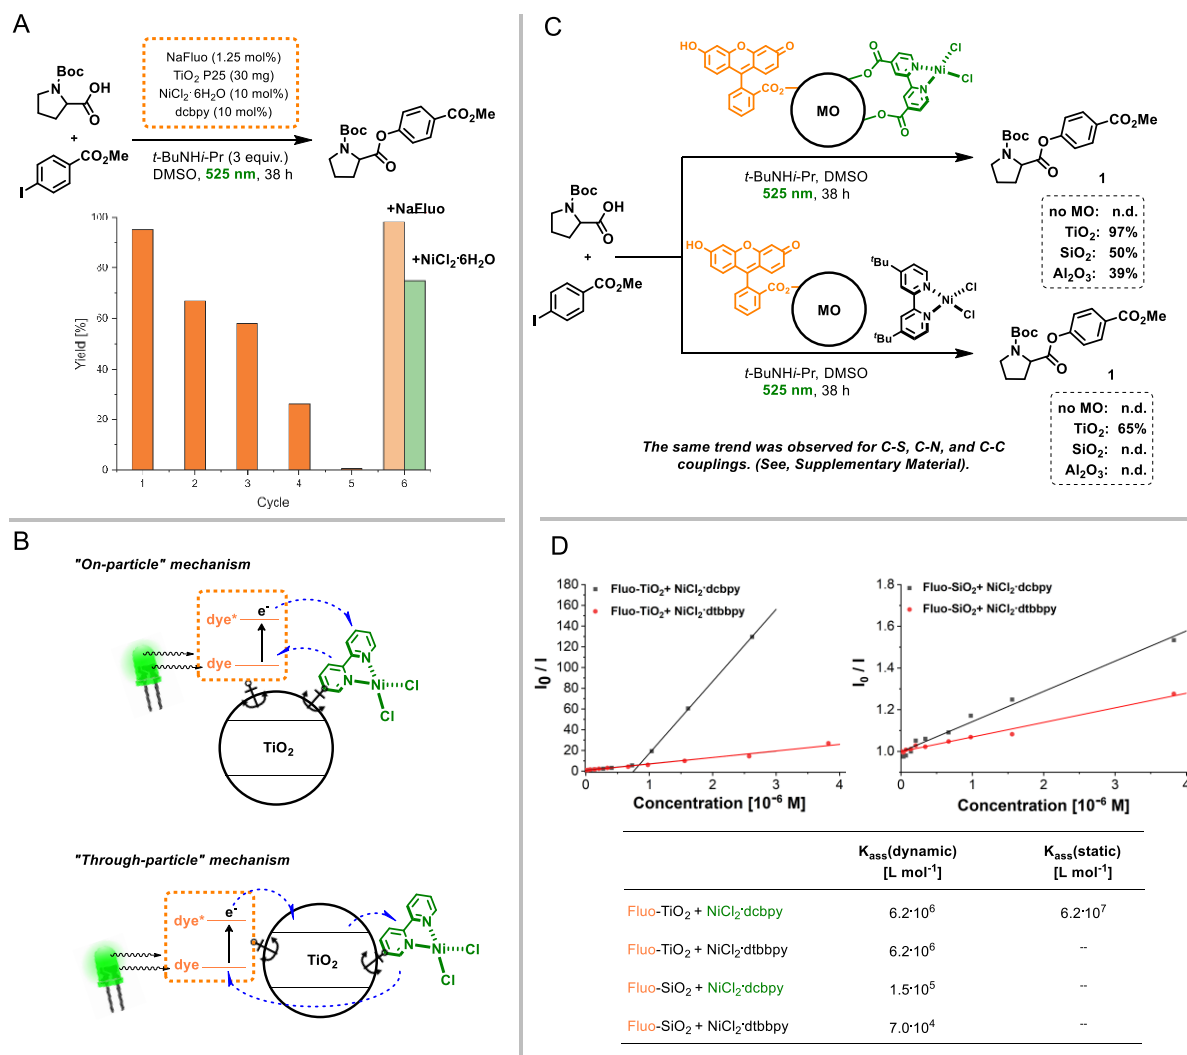 A
NaFluo (1.25 mol%)
TiO₂ P25 (30 mg)
NiCl₂·6H₂O (10 mol%)
dcbpy (10 mol%)
Boc
N
OH
O
+
CO₂Me
I
t-BuNHi-Pr (3 equiv.)
DMSO, 525 nm, 38 h
Boc
N
O
O
CO₂Me
+NaFluo
+NiCl₂·6H₂O
Yield [%]
100
80
60
40
20
0
1 2 3 4 5 6
Cycle
B
"On-particle" mechanism
e⁻
dye*
dye
N
N
Ni
Cl
Cl
TiO₂
"Through-particle" mechanism
e⁻
dye*
dye
TiO₂
N
N
Ni
Cl
Cl
C
HO
O
O
CO₂
MO
O
O
O
O
N
N
Ni
Cl
Cl
t-BuNHi-Pr, DMSO
525 nm, 38 h
Boc
N
O
O
CO₂Me
1
no MO: n.d.
TiO₂: 97%
SiO₂: 50%
Al₂O₃: 39%
Boc
N
OH
O
+
CO₂Me
I
HO
O
O
CO₂
MO
ᵗBu
N
N
Ni
Cl
Cl
ᵗBu
t-BuNHi-Pr, DMSO
525 nm, 38 h
Boc
N
O
O
CO₂Me
1
no MO: n.d.
TiO₂: 65%
SiO₂: n.d.
Al₂O₃: n.d.
The same trend was observed for C-S, C-N, and C-C
couplings. (See, Supplementary Material).
D
Fluo-TiO₂+ NiCl₂·dcbpy
Fluo-TiO₂+ NiCl₂·dtbbpy
I₀ / I
180
160
140
120
100
80
60
40
20
0
0 1 2 3 4
Concentration [10⁻⁶ M]
Fluo-SiO₂+ NiCl₂·dcbpy
Fluo-SiO₂+ NiCl₂·dtbbpy
I₀ / I
1.8
1.6
1.4
1.2
1.0
0 1 2 3 4
Concentration [10⁻⁶ M]
Kₐₛₛ(dynamic) Kₐₛₛ(static)
[L mol⁻¹] [L mol⁻¹]
Fluo-TiO₂ + NiCl₂·dcbpy 6.2·10⁶ 6.2·10⁷
Fluo-TiO₂ + NiCl₂·dtbbpy 6.2·10⁶ --
Fluo-SiO₂ + NiCl₂·dcbpy 1.5·10⁵ --
Fluo-SiO₂ + NiCl₂·dtbbpy 7.0·10⁴ --